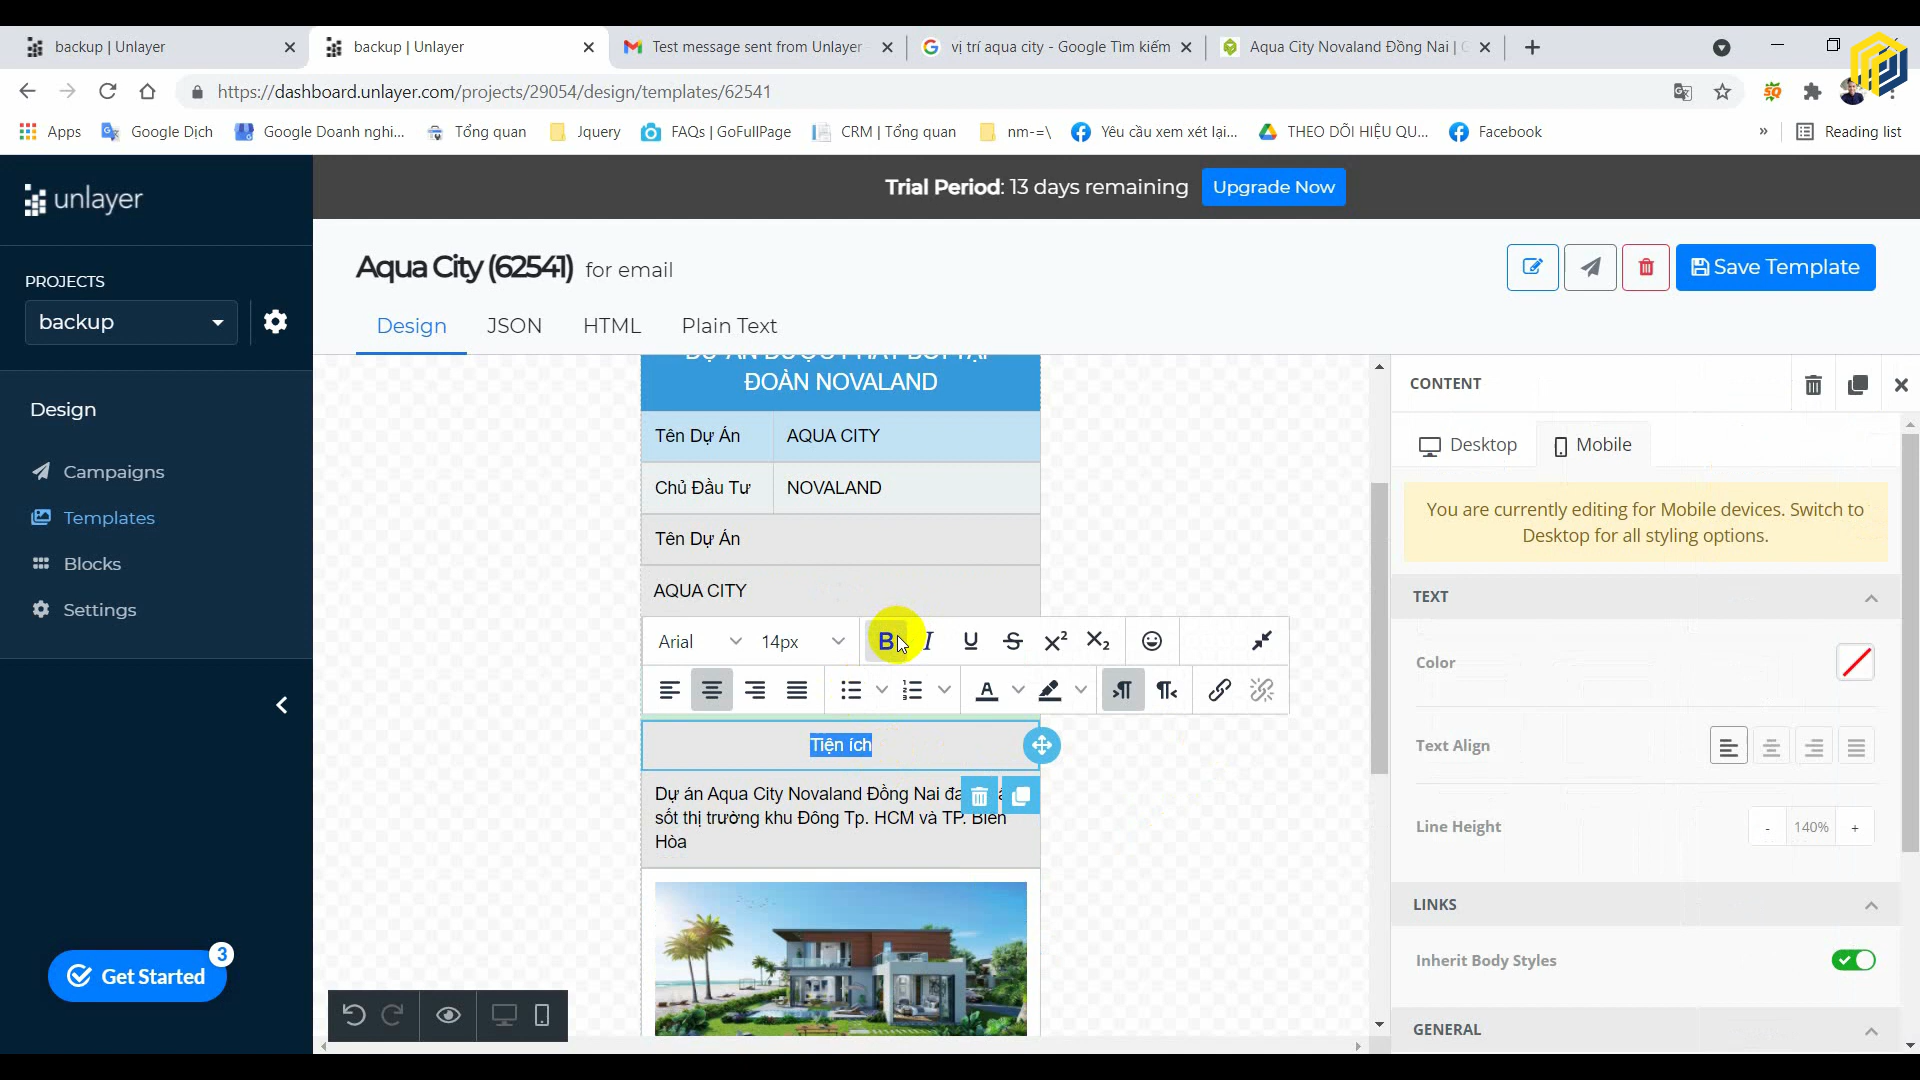 backup | Unlayer
backup | Unlayer
Test message sent from Unlayer
vị trí aqua city - Google Tìm kiếm
Aqua City Novaland Đồng Nai |
https://dashboard.unlayer.com/projects/29054/design/templates/62541
Apps
Google Dịch
Google Doanh nghi...
Tổng quan
Jquery
FAQs | GoFullPage
CRM | Tổng quan
nm-=\
Yêu cầu xem xét lại...
THEO DÕI HIỆU QU...
Facebook
»
Reading list
unlayer
Trial Period: 13 days remaining
Upgrade Now
PROJECTS
backup
Aqua City (62541) for email
Save Template
Design
JSON
HTML
Plain Text
Design
Campaigns
Templates
Blocks
Settings
Get Started
3
ĐOÀN NOVALAND
Tên Dự Án
AQUA CITY
Chủ Đầu Tư
NOVALAND
Tên Dự Án
AQUA CITY
Arial
14px
B I U S X² X₂
Tiện ích
Dự án Aqua City Novaland Đồng Nai
sốt thị trường khu Đông Tp. HCM và TP. Biên
Hòa
CONTENT
Desktop
Mobile
You are currently editing for Mobile devices. Switch to
Desktop for all styling options.
TEXT
Color
Text Align
Line Height
- 140% +
LINKS
Inherit Body Styles
GENERAL